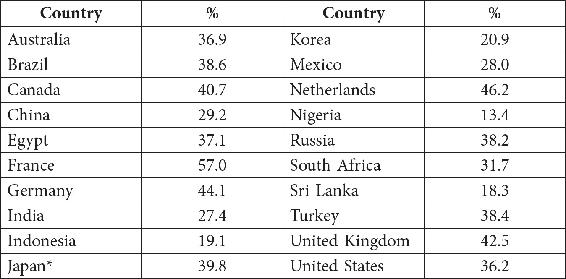 Country % Country %
Australia 36.9 Korea 20.9
Brazil 38.6 Mexico 28.0
Canada 40.7 Netherlands 46.2
China 29.2 Nigeria 13.4
Egypt 37.1 Russia 38.2
France 57.0 South Africa 31.7
Germany 44.1 Sri Lanka 18.3
India 27.4 Turkey 38.4
Indonesia 19.1 United Kingdom 42.5
Japan* 39.8 United States 36.2